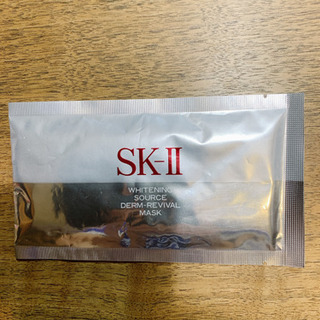 SK-II
WHITENING
SOURCE
DERM-REVIVAL
MASK